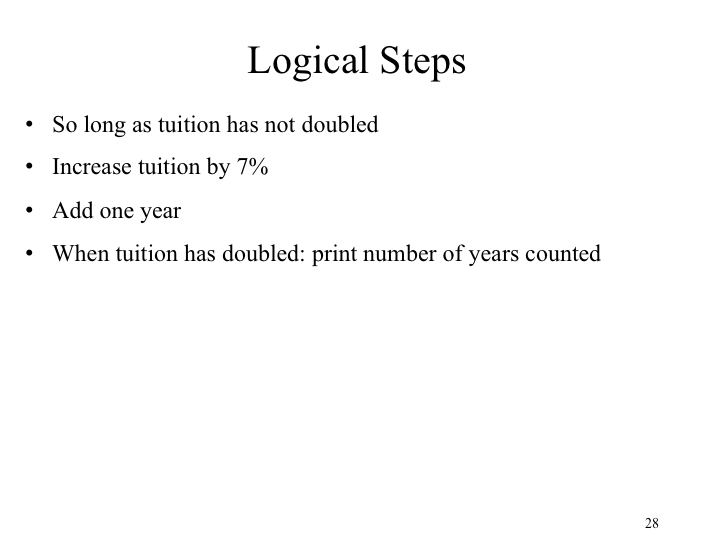 Logical Steps
• So long as tuition has not doubled
• Increase tuition by 7%
• Add one year
• When tuition has doubled: print number of years counted
28